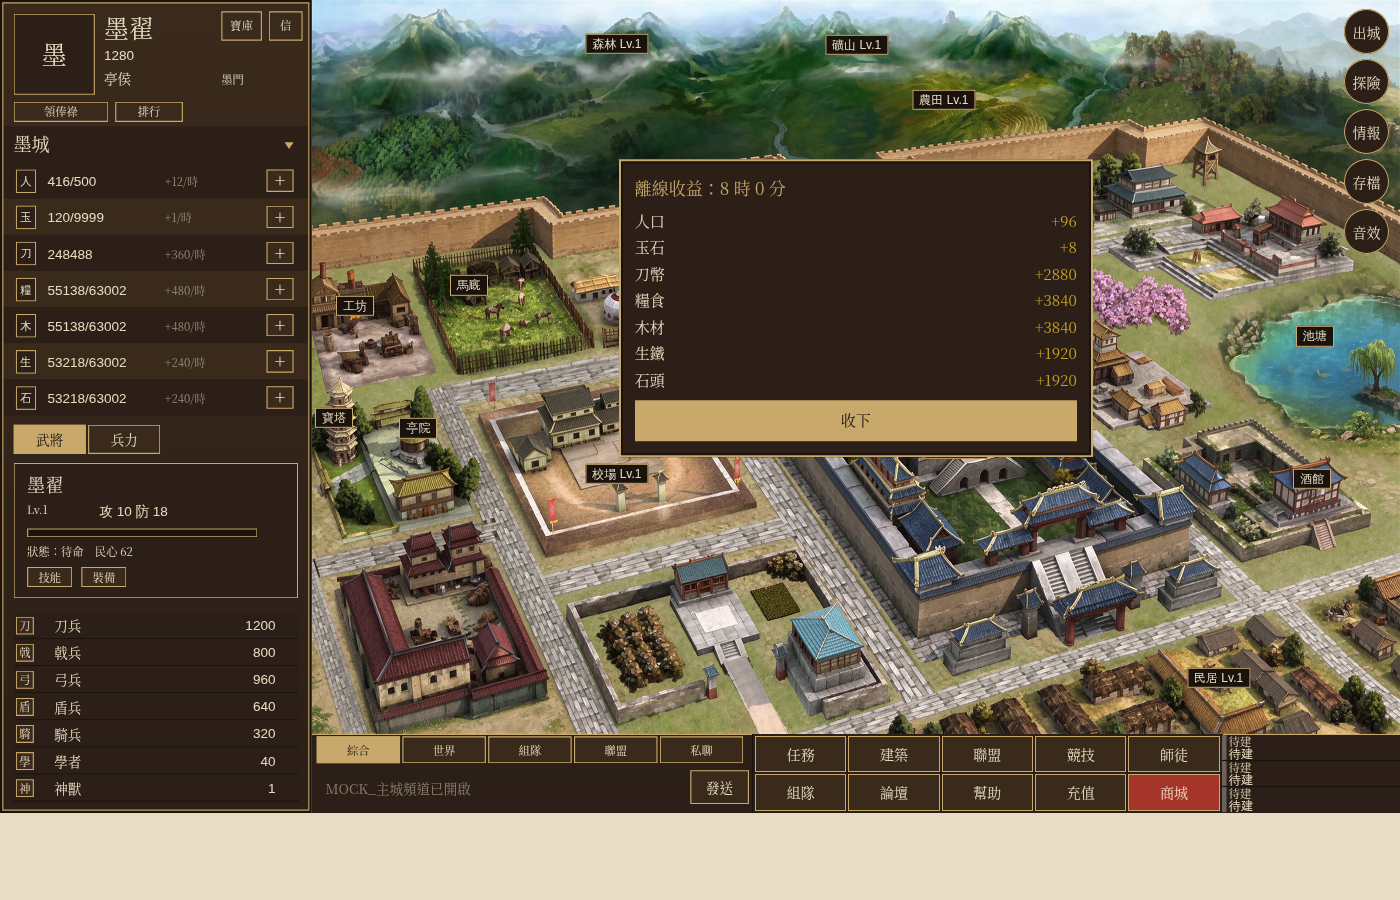 墨
墨翟
寶庫
信
1280
亭侯
墨門
領俸祿
排行
墨城
人 416/500 +12/時 +
玉 120/9999 +1/時 +
刀 248488 +360/時 +
糧 55138/63002 +480/時 +
木 55138/63002 +480/時 +
生 53218/63002 +240/時 +
石 53218/63002 +240/時 +
武將
兵力
墨翟
Lv.1 攻 10 防 18
狀態：待命 民心 62
技能
裝備
刀 刀兵 1200
戟 戟兵 800
弓 弓兵 960
盾 盾兵 640
騎 騎兵 320
學 學者 40
神 神獸 1
森林 Lv.1
礦山 Lv.1
農田 Lv.1
馬廄
工坊
寶塔
亭院
校場 Lv.1
池塘
酒館
民居 Lv.1
離線收益：8 時 0 分
人口 +96
玉石 +8
刀幣 +2880
糧食 +3840
木材 +3840
生鐵 +1920
石頭 +1920
收下
出城
探險
情報
存檔
音效
綜合
世界
組隊
聯盟
私聊
MOCK_主城頻道已開啟
發送
任務
建築
聯盟
競技
師徒
組隊
論壇
幫助
充值
商城
待建
待建
待建
待建
待建
待建